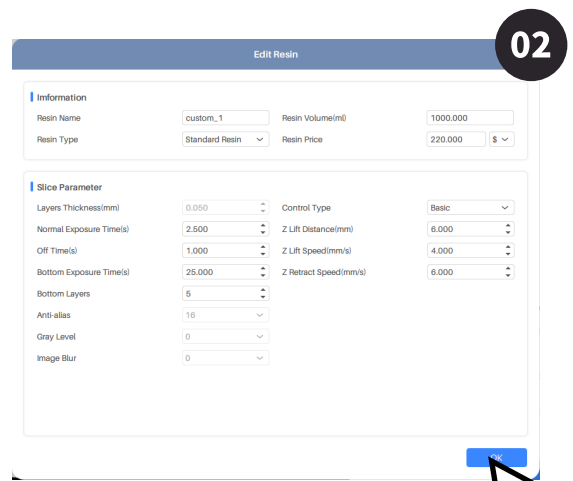 02
Edit Resin
Information
Resin Name custom_1 Resin Volume(ml) 1000.000
Resin Type Standard Resin Resin Price 220.000 $
Slice Parameter
Layers Thickness(mm) 0.050 Control Type Basic
Normal Exposure Time(s) 2.500 Z Lift Distance(mm) 6.000
Off Time(s) 1.000 Z Lift Speed(mm/s) 4.000
Bottom Exposure Time(s) 25.000 Z Retract Speed(mm/s) 6.000
Bottom Layers 5
Anti-alias 16
Gray Level 0
Image Blur 0
OK